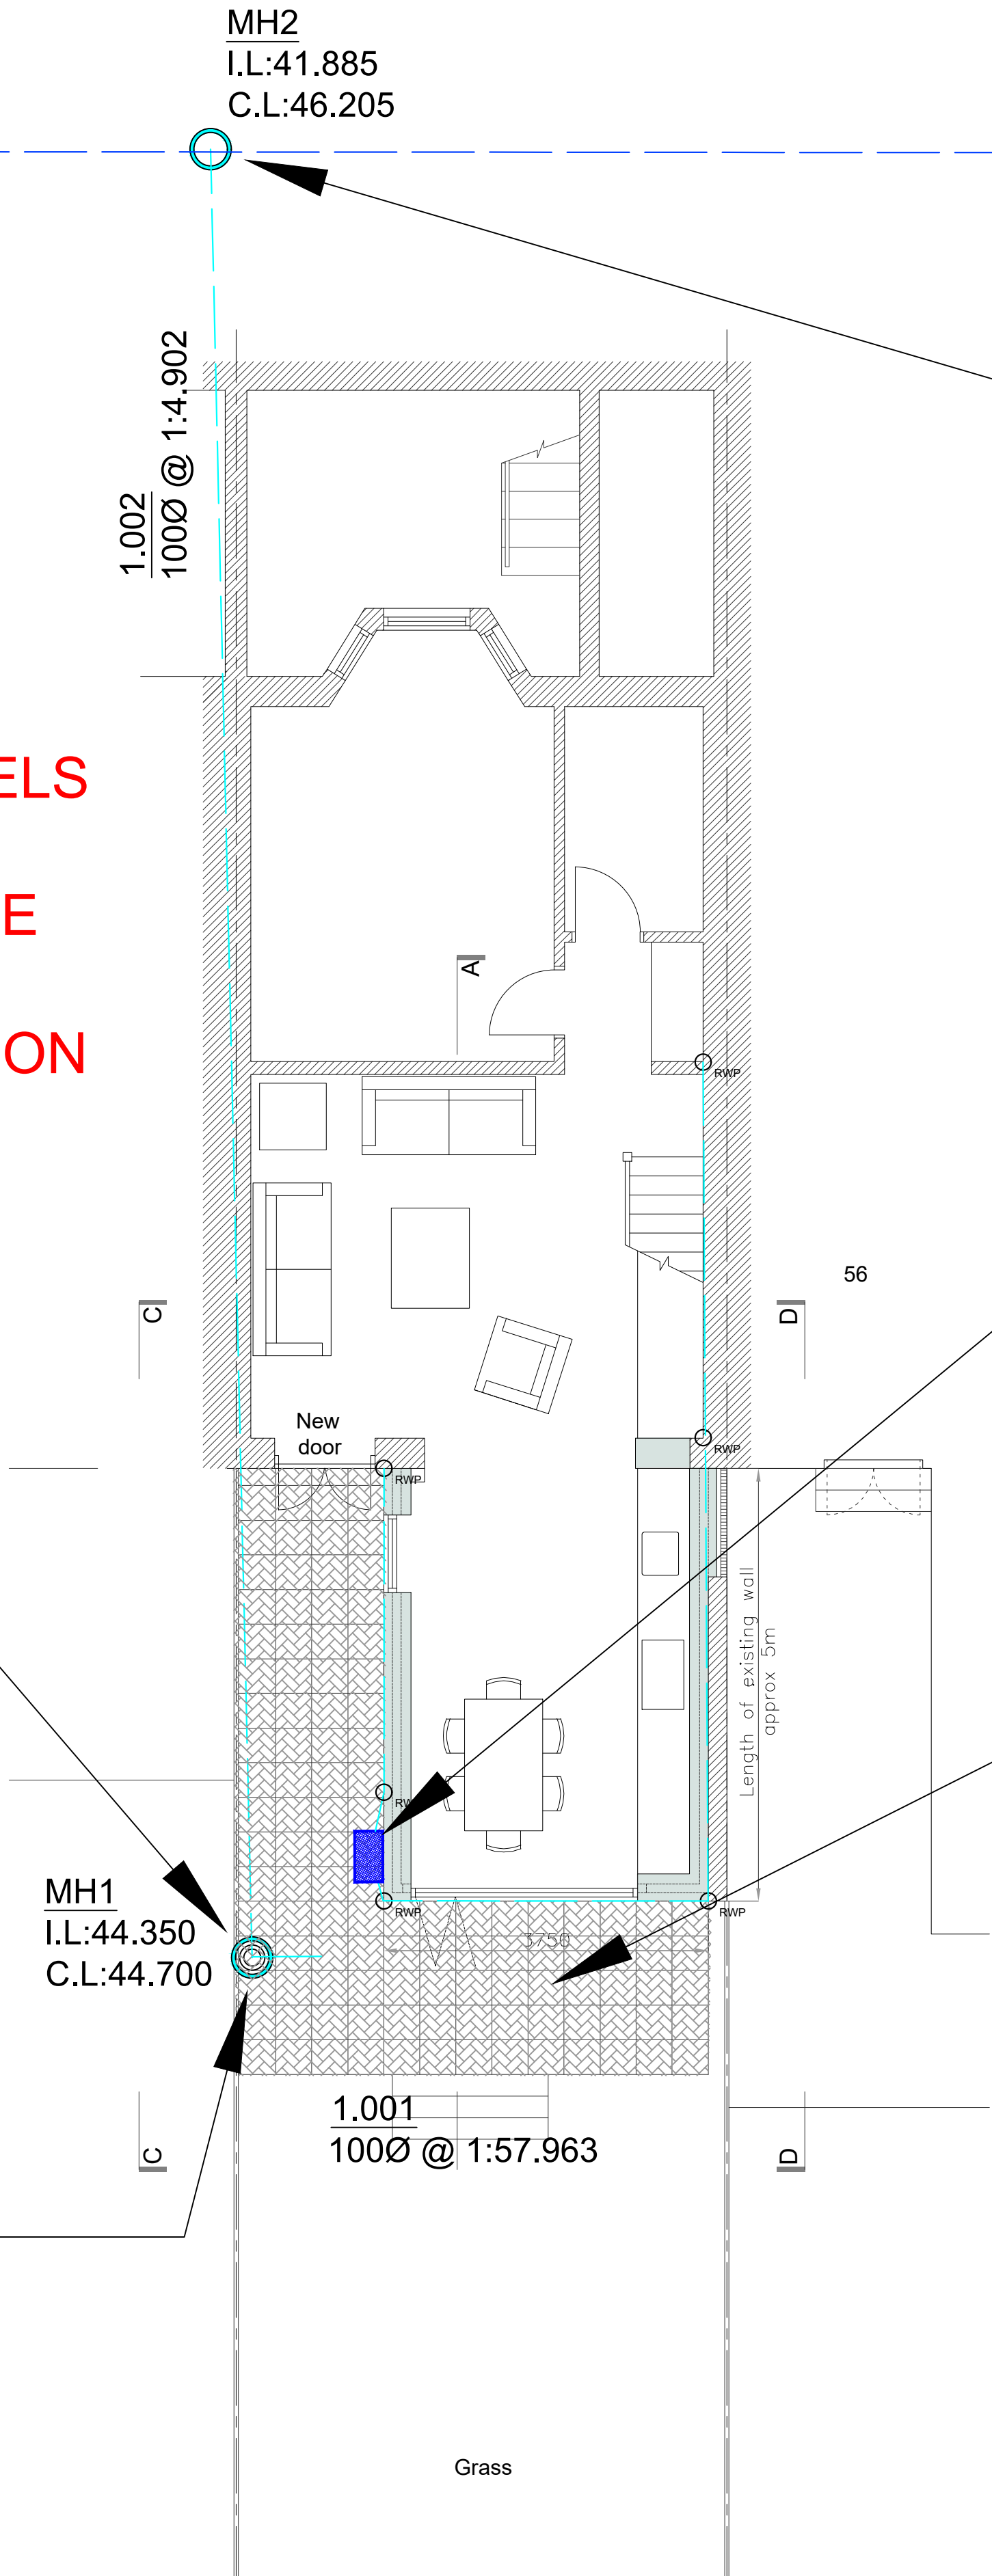 MH2
I.L:41.885
C.L:46.205
1.002
100Ø @ 1:4.902
ELS
E
ION
A
RWP
56
C
D
New
door
RWP
RWP
Length of existing wall
approx 5m
RWP
MH1
I.L:44.350
C.L:44.700
RWP
RWP
3750
1.001
100Ø @ 1:57.963
C
D
Grass